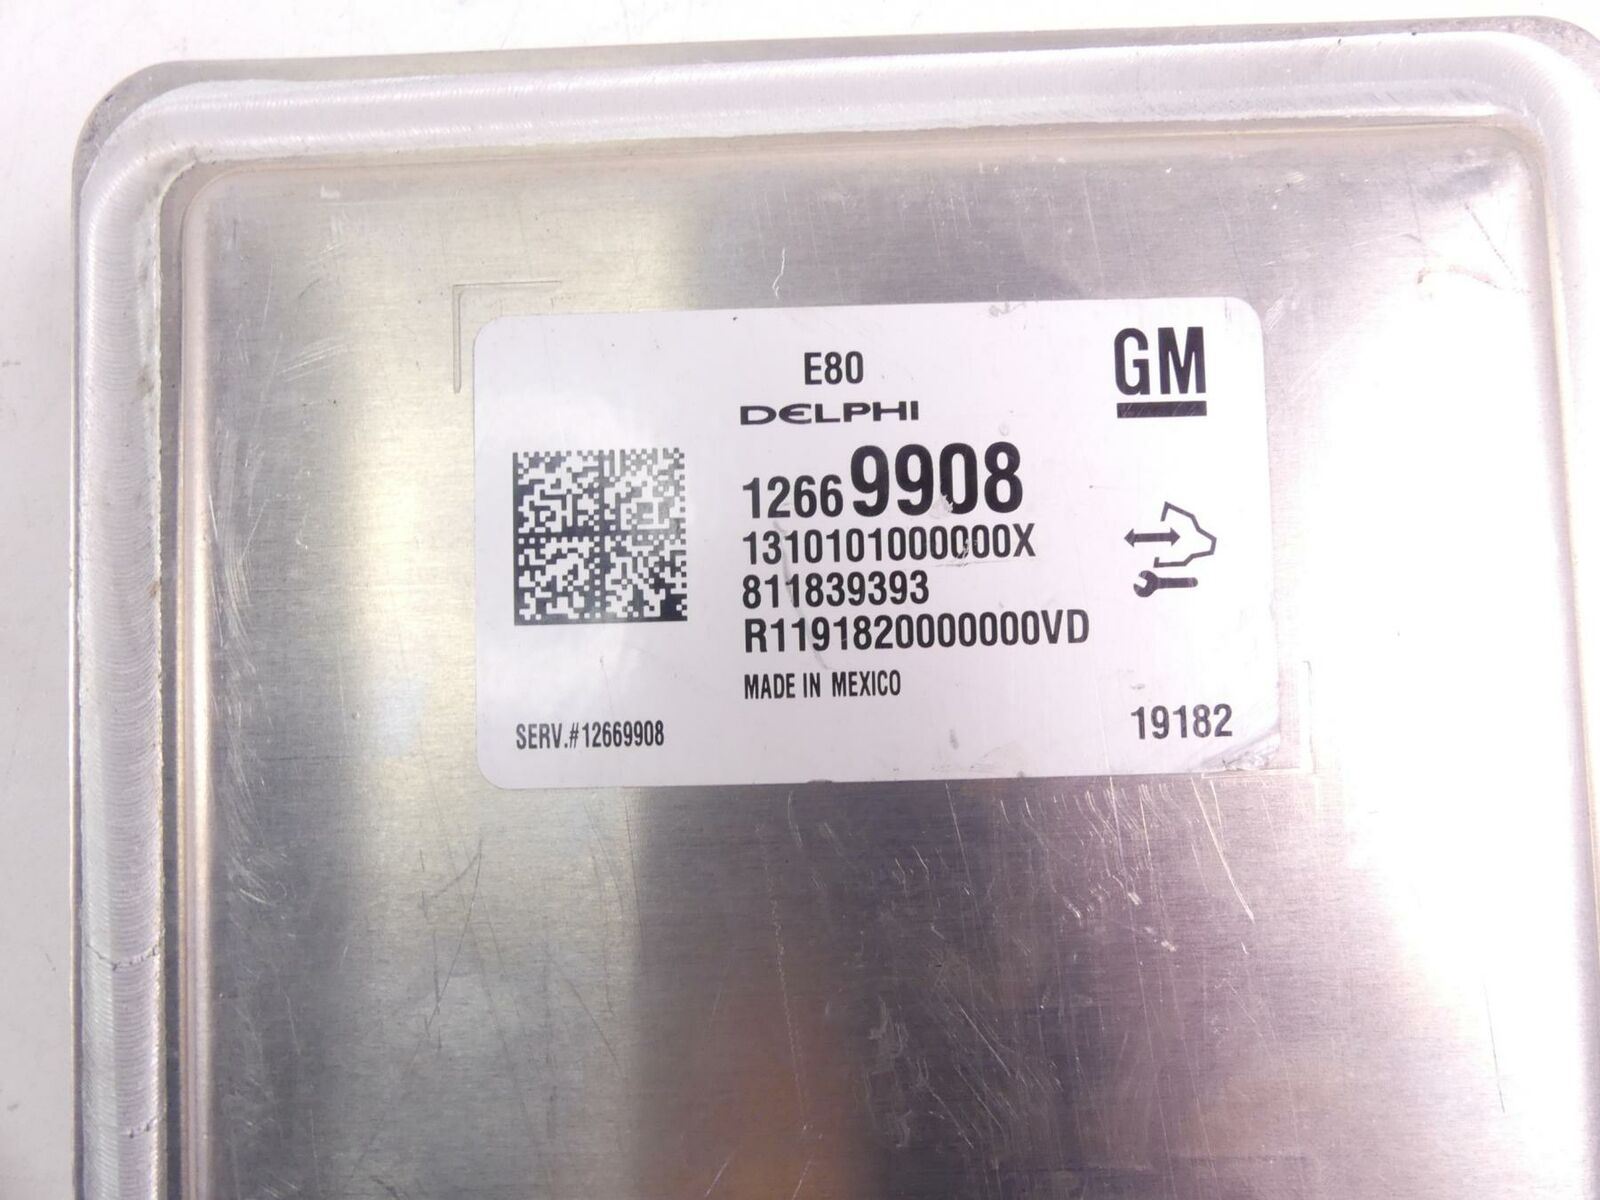 E80
GM
DELPHI
12669908
1310101000000X
811839393
R1191820000000VD
MADE IN MEXICO
SERV.#12669908
19182